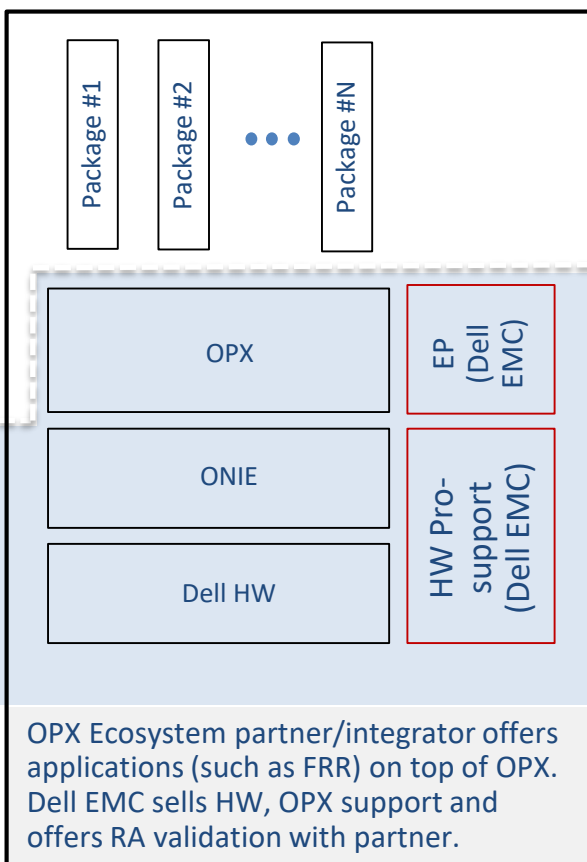 Package #1
Package #2
Package #N
OPX
EP
(Dell
EMC)
ONIE
HW Pro-
support
(Dell EMC)
Dell HW
OPX Ecosystem partner/integrator offers
applications (such as FRR) on top of OPX.
Dell EMC sells HW, OPX support and
offers RA validation with partner.